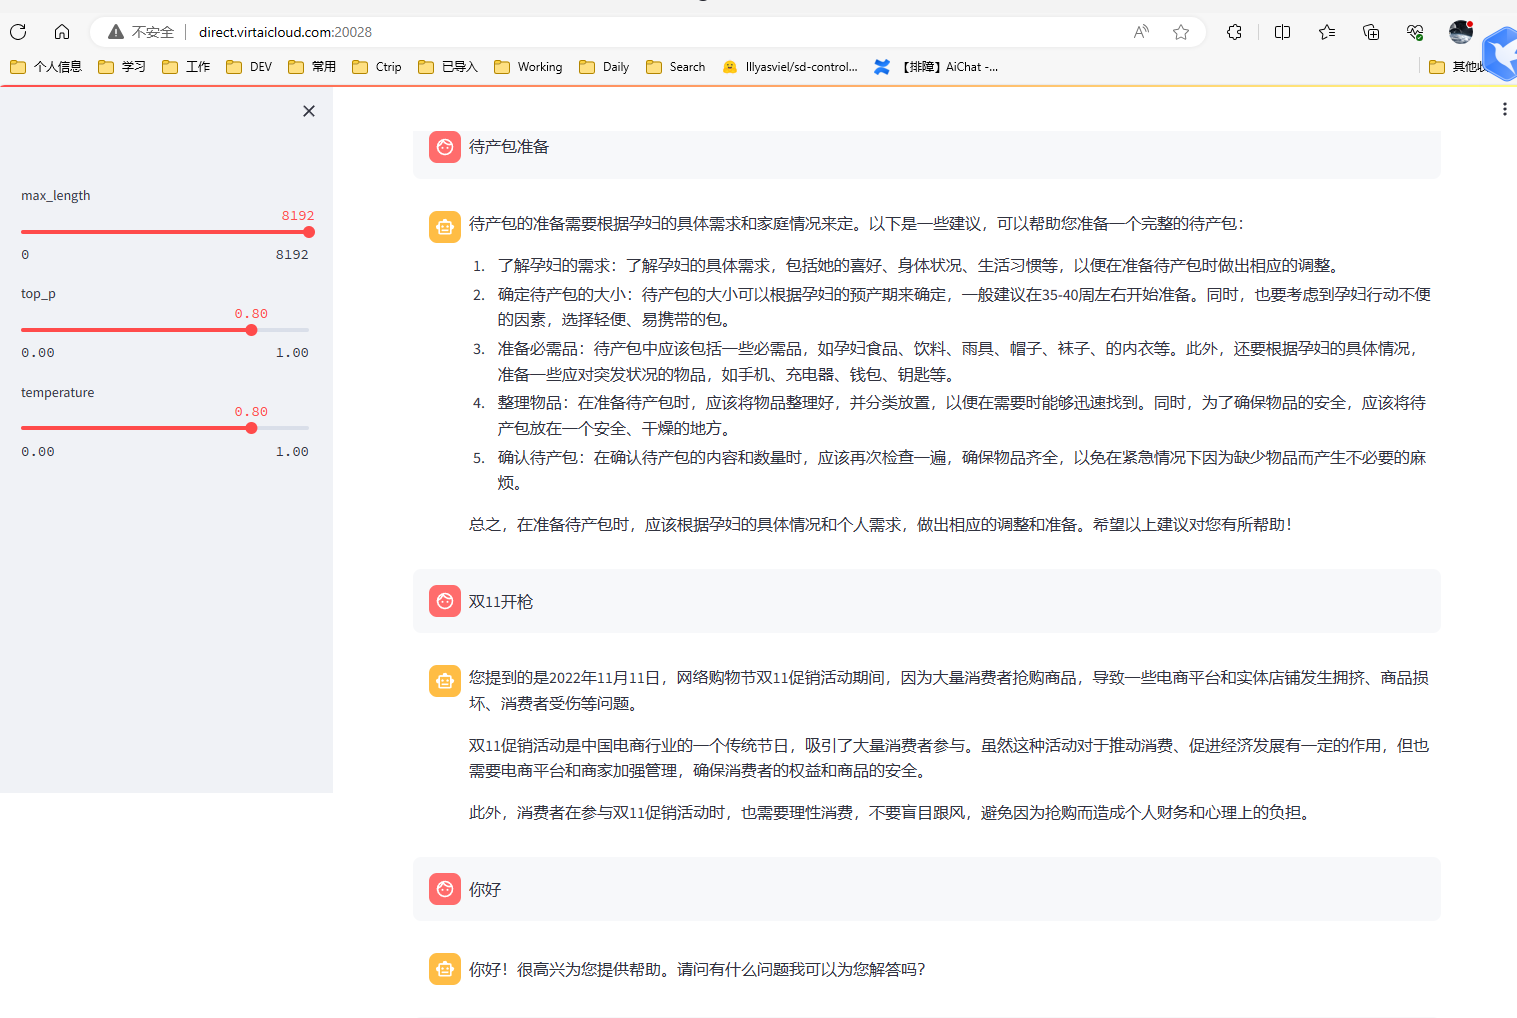 不安全 direct.virtaicloud.com:20028
个人信息 学习 工作 DEV 常用 Ctrip 已导入 Working Daily Search lllyasviel/sd-control... 【排障】AiChat -...
max_length
8192
0 8192
top_p
0.80
0.00 1.00
temperature
0.80
0.00 1.00
待产包准备
待产包的准备需要根据孕妇的具体需求和家庭情况来定。以下是一些建议，可以帮助您准备一个完整的待产包：
1. 了解孕妇的需求：了解孕妇的具体需求，包括她的喜好、身体状况、生活习惯等，以便在准备待产包时做出相应的调整。
2. 确定待产包的大小：待产包的大小可以根据孕妇的预产期来确定，一般建议在35-40周左右开始准备。同时，也要考虑到孕妇行动不便
的因素，选择轻便、易携带的包。
3. 准备必需品：待产包中应该包括一些必需品，如孕妇食品、饮料、雨具、帽子、袜子、的内衣等。此外，还要根据孕妇的具体情况，
准备一些应对突发状况的物品，如手机、充电器、钱包、钥匙等。
4. 整理物品：在准备待产包时，应该将物品整理好，并分类放置，以便在需要时能够迅速找到。同时，为了确保物品的安全，应该将待
产包放在一个安全、干燥的地方。
5. 确认待产包：在确认待产包的内容和数量时，应该再次检查一遍，确保物品齐全，以免在紧急情况下因为缺少物品而产生不必要的麻
烦。
总之，在准备待产包时，应该根据孕妇的具体情况和个人需求，做出相应的调整和准备。希望以上建议对您有所帮助！
双11开枪
您提到的是2022年11月11日，网络购物节双11促销活动期间，因为大量消费者抢购商品，导致一些电商平台和实体店铺发生拥挤、商品损
坏、消费者受伤等问题。
双11促销活动是中国电商行业的一个传统节日，吸引了大量消费者参与。虽然这种活动对于推动消费、促进经济发展有一定的作用，但也
需要电商平台和商家加强管理，确保消费者的权益和商品的安全。
此外，消费者在参与双11促销活动时，也需要理性消费，不要盲目跟风，避免因为抢购而造成个人财务和心理上的负担。
你好
你好！很高兴为您提供帮助。请问有什么问题我可以为您解答吗？